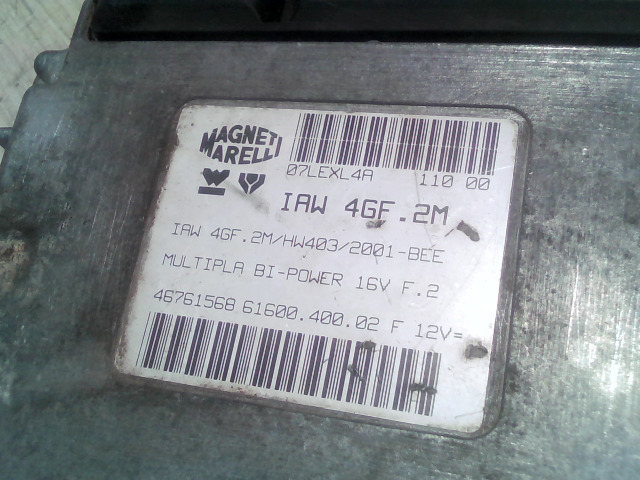 MAGNETI
MARELLI
07LEXL4A 110 00
IAW 4GF.2M
IAW 4GF.2M/HW403/2001-BEE
MULTIPLA BI-POWER 16V F.2
46761568 61600.400.02 F 12V=